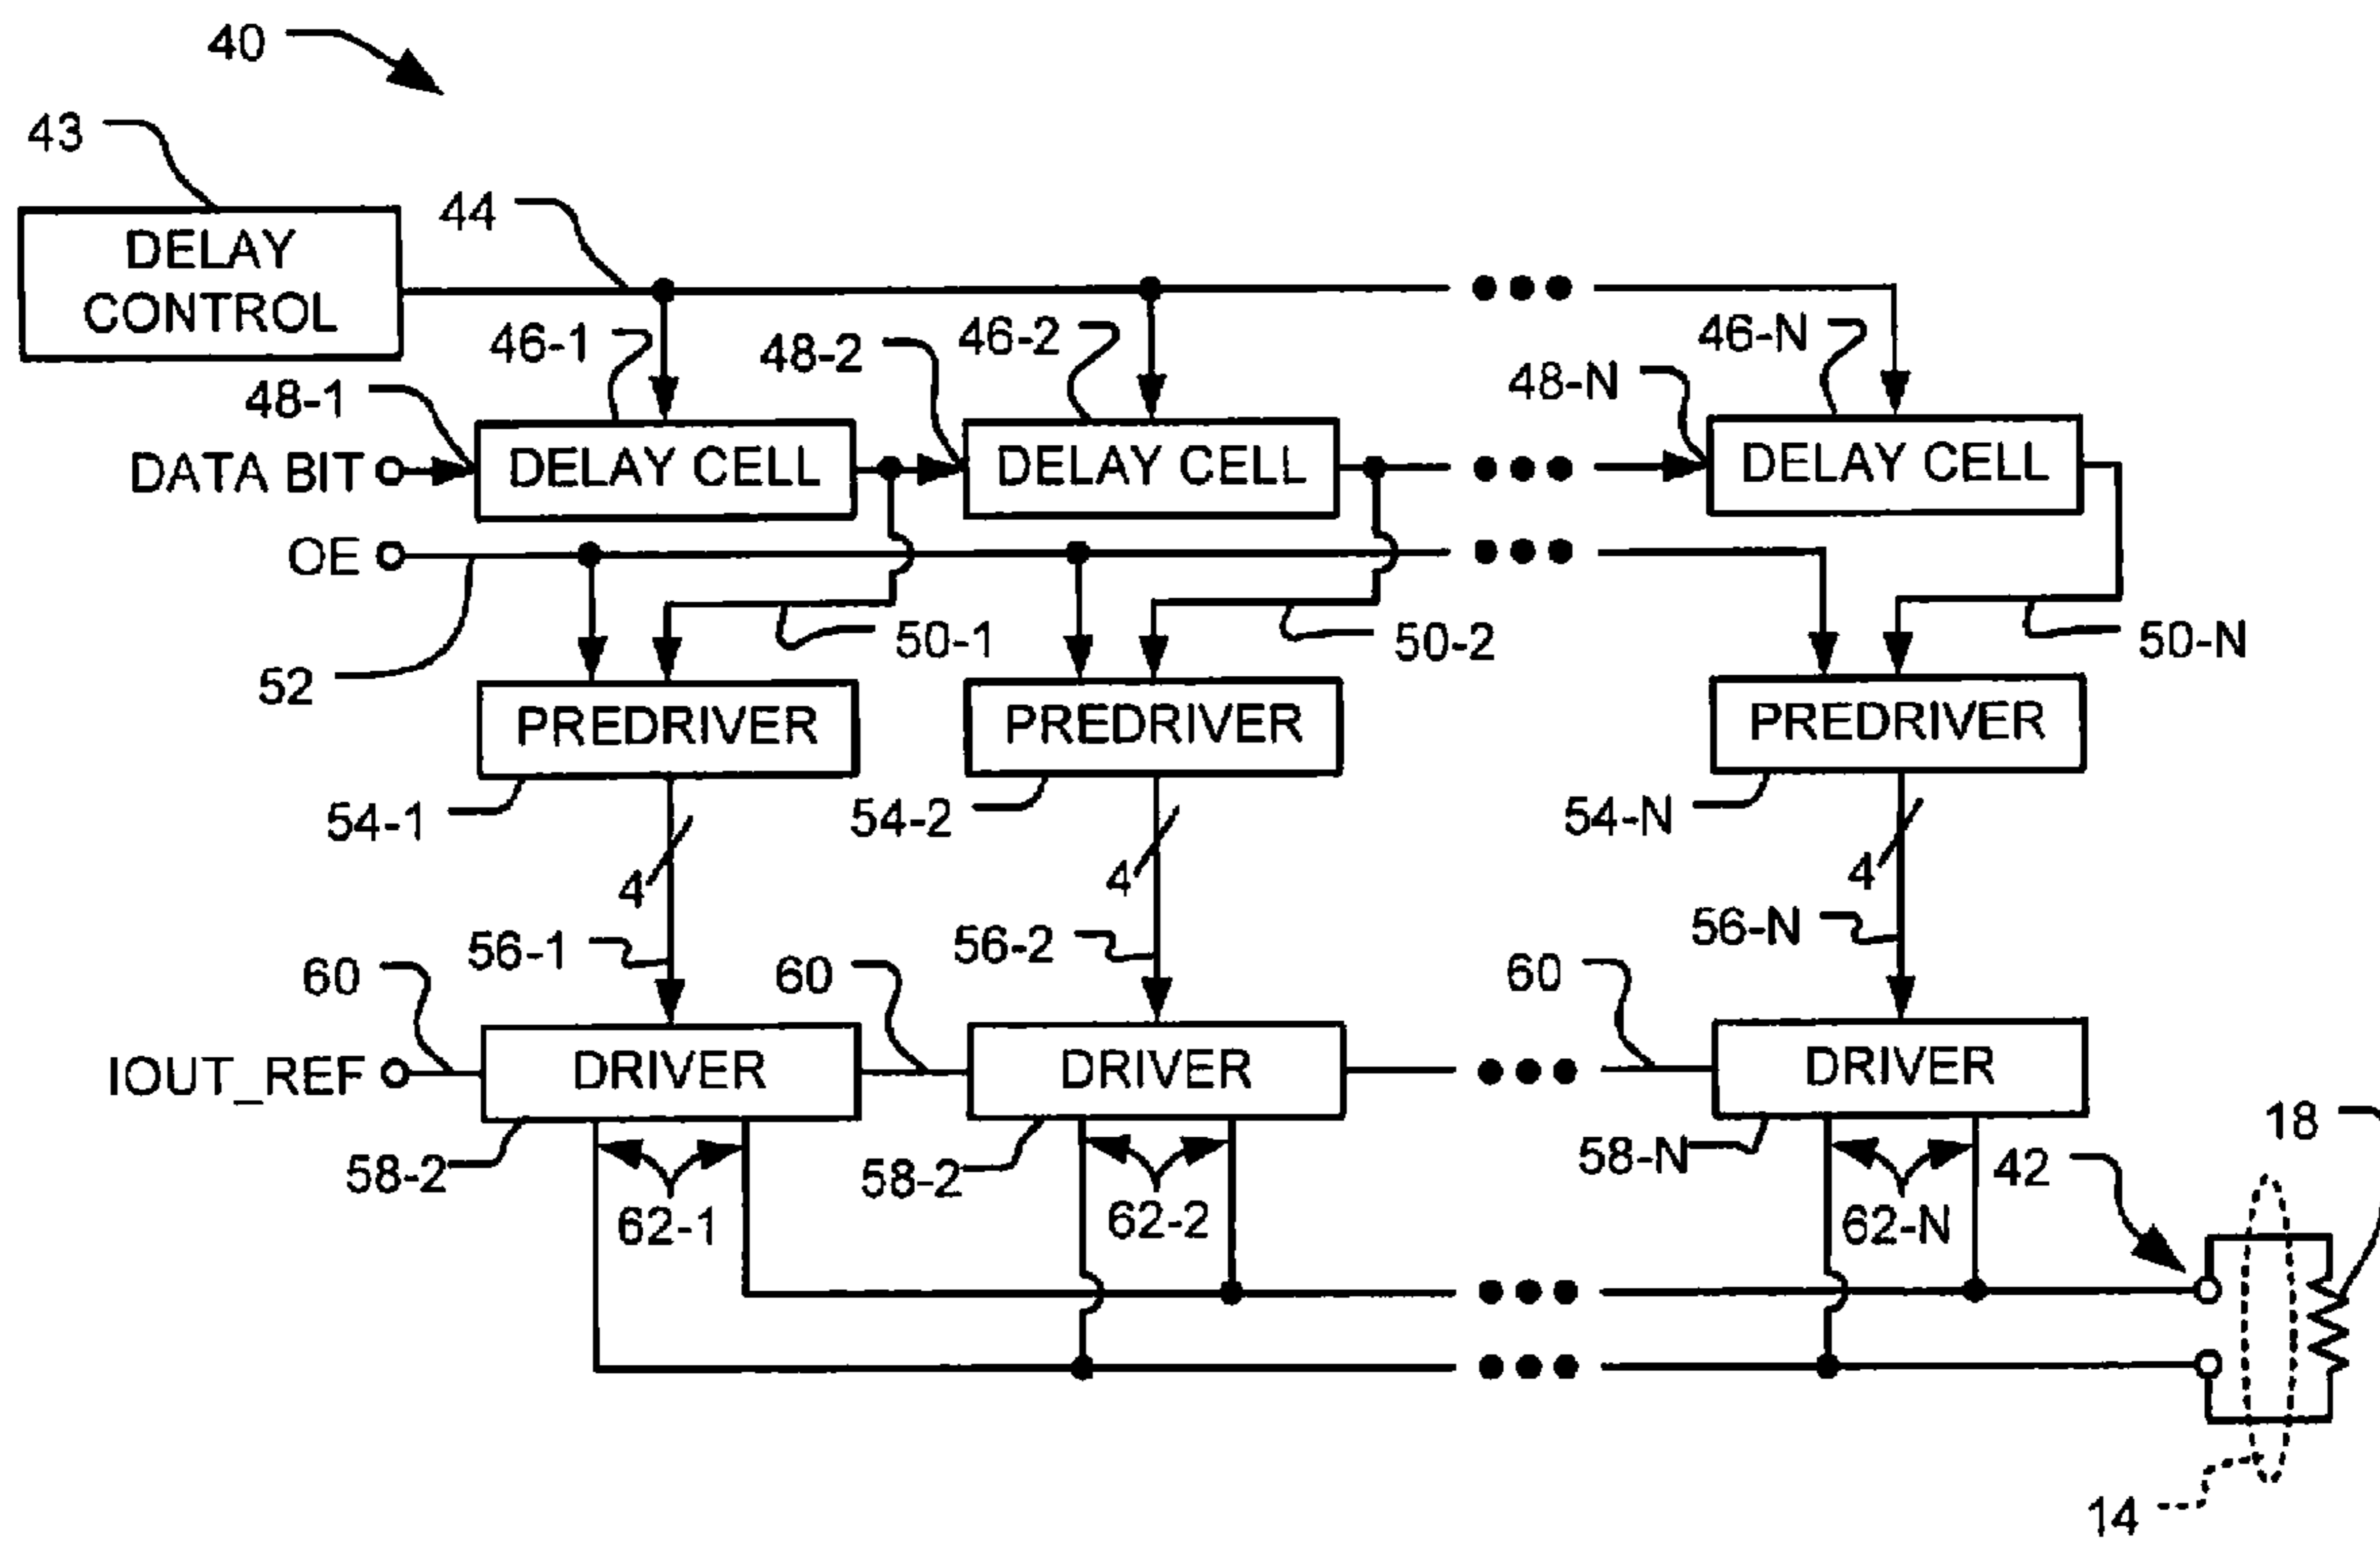 40
43
DELAY
CONTROL
44
46-1
48-2
46-2
46-N
48-N
48-1
DATA BIT
DELAY CELL
DELAY CELL
DELAY CELL
OE
52
50-1
50-2
50-N
PREDRIVER
PREDRIVER
PREDRIVER
54-1
54-2
54-N
4
4
4
56-1
56-2
56-N
60
60
60
IOUT_REF
DRIVER
DRIVER
DRIVER
58-2
58-2
58-N
62-1
62-2
62-N
42
18
14